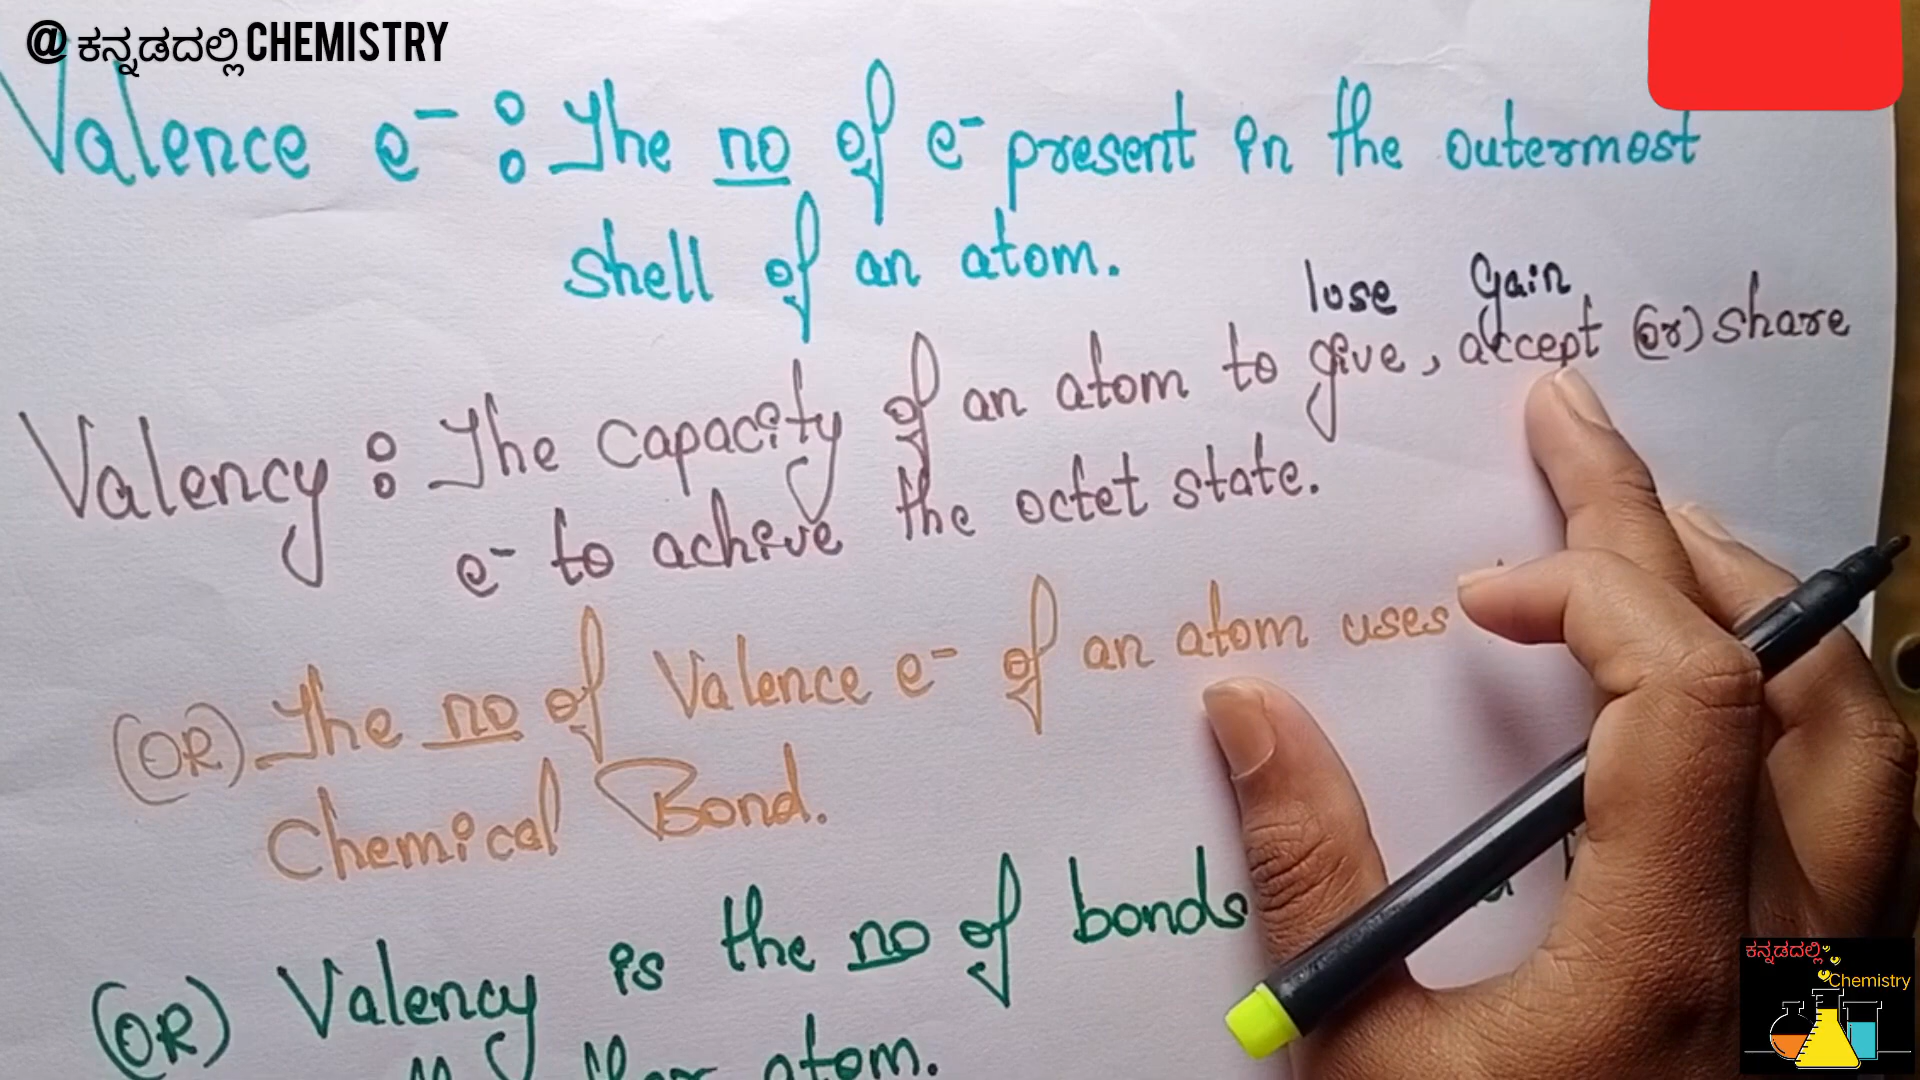 @ ಕನ್ನಡದಲ್ಲಿ CHEMISTRY
Valence e⁻ : The no of e⁻ present in the outermost
shell of an atom.
lose gain
Valency : The capacity of an atom to give, accept (or) share
e⁻ to achive the octet state.
(OR) The no of Valence e⁻ of an atom uses
Chemical Bond.
(OR) Valency is the no of bonds
atom.
ಕನ್ನಡದಲ್ಲಿ
Chemistry